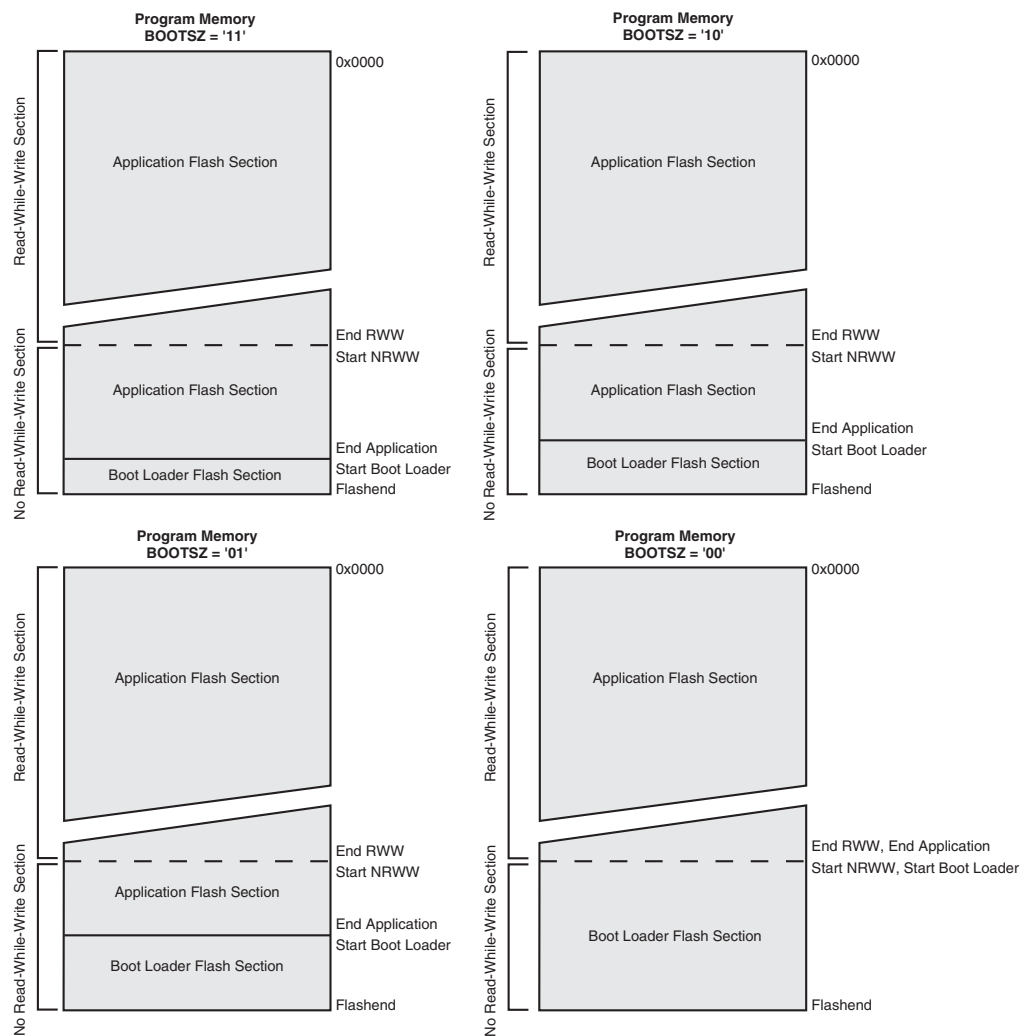 Program Memory
BOOTSZ = '11'
0x0000
Read-While-Write Section
Application Flash Section
End RWW
Start NRWW
No Read-While-Write Section
Application Flash Section
End Application
Start Boot Loader
Boot Loader Flash Section
Flashend
Program Memory
BOOTSZ = '10'
0x0000
Read-While-Write Section
Application Flash Section
End RWW
Start NRWW
No Read-While-Write Section
Application Flash Section
End Application
Start Boot Loader
Boot Loader Flash Section
Flashend
Program Memory
BOOTSZ = '01'
0x0000
Read-While-Write Section
Application Flash Section
End RWW
Start NRWW
No Read-While-Write Section
Application Flash Section
End Application
Start Boot Loader
Boot Loader Flash Section
Flashend
Program Memory
BOOTSZ = '00'
0x0000
Read-While-Write Section
Application Flash Section
End RWW, End Application
Start NRWW, Start Boot Loader
No Read-While-Write Section
Boot Loader Flash Section
Flashend